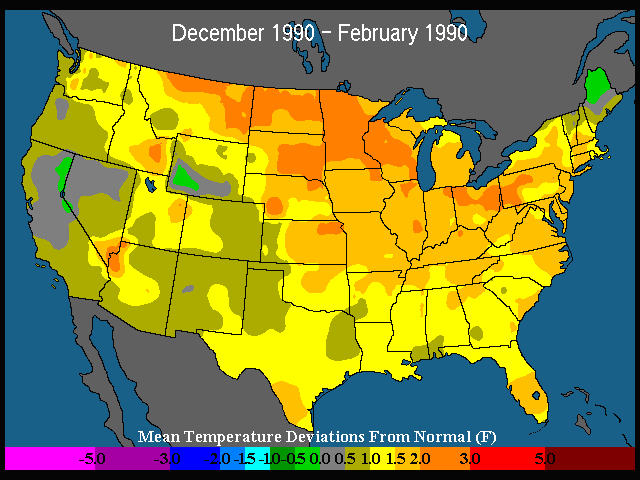 December 1990 - February 1990
Mean Temperature Deviations From Normal (F)
-5.0 -3.0 -2.0 -1.5 -1.0 -0.5 0.0 0.5 1.0 1.5 2.0 3.0 5.0